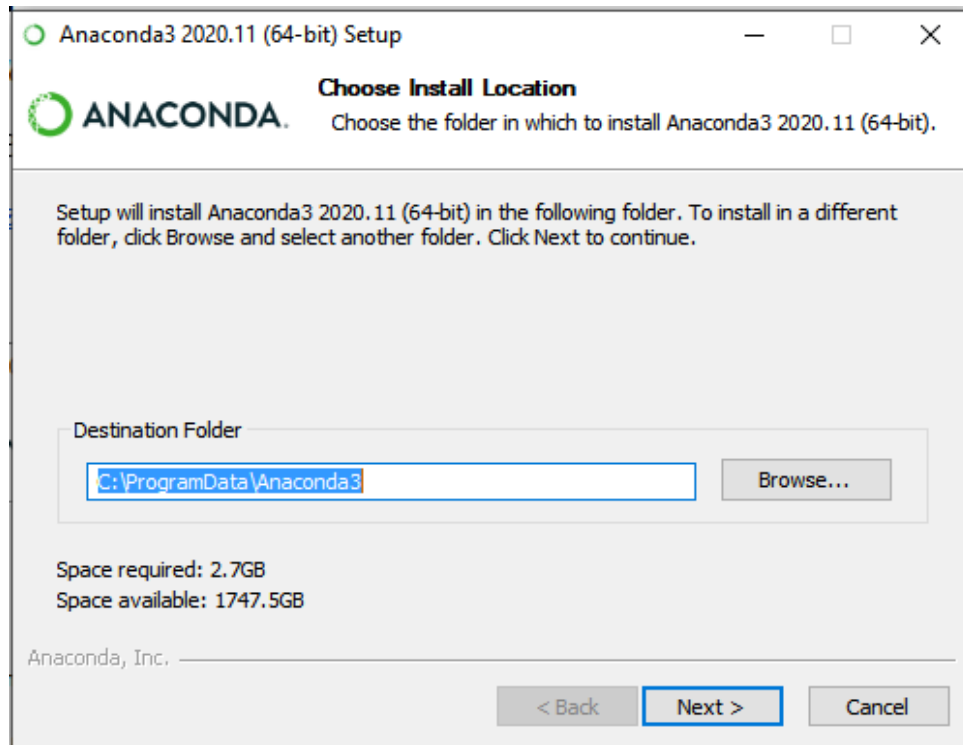 Anaconda3 2020.11 (64-bit) Setup
ANACONDA.
Choose Install Location
Choose the folder in which to install Anaconda3 2020.11 (64-bit).
Setup will install Anaconda3 2020.11 (64-bit) in the following folder. To install in a different
folder, click Browse and select another folder. Click Next to continue.
Destination Folder
C:\ProgramData\Anaconda3
Browse...
Space required: 2.7GB
Space available: 1747.5GB
Anaconda, Inc.
< Back
Next >
Cancel